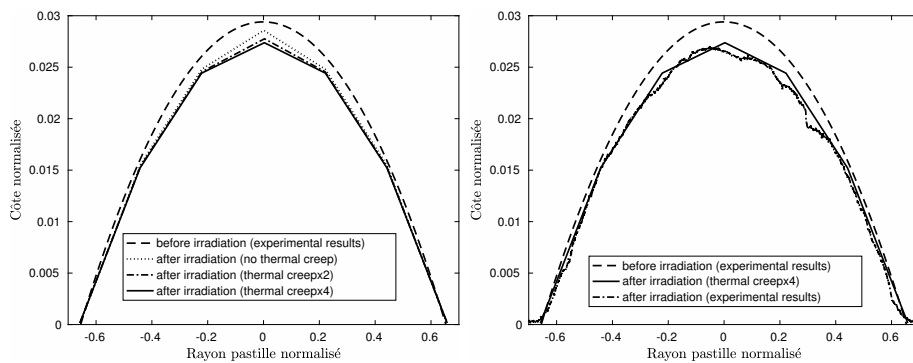 0.03
0.025
0.02
0.015
0.01
0.005
0
Côte normalisée
-0.6 -0.4 -0.2 0 0.2 0.4 0.6
Rayon pastille normalisé
before irradiation (experimental results)
after irradiation (no thermal creep)
after irradiation (thermal creepx2)
after irradiation (thermal creepx4)
0.03
0.025
0.02
0.015
0.01
0.005
0
Côte normalisée
-0.6 -0.4 -0.2 0 0.2 0.4 0.6
Rayon pastille normalisé
before irradiation (experimental results)
after irradiation (thermal creepx4)
after irradiation (experimental results)